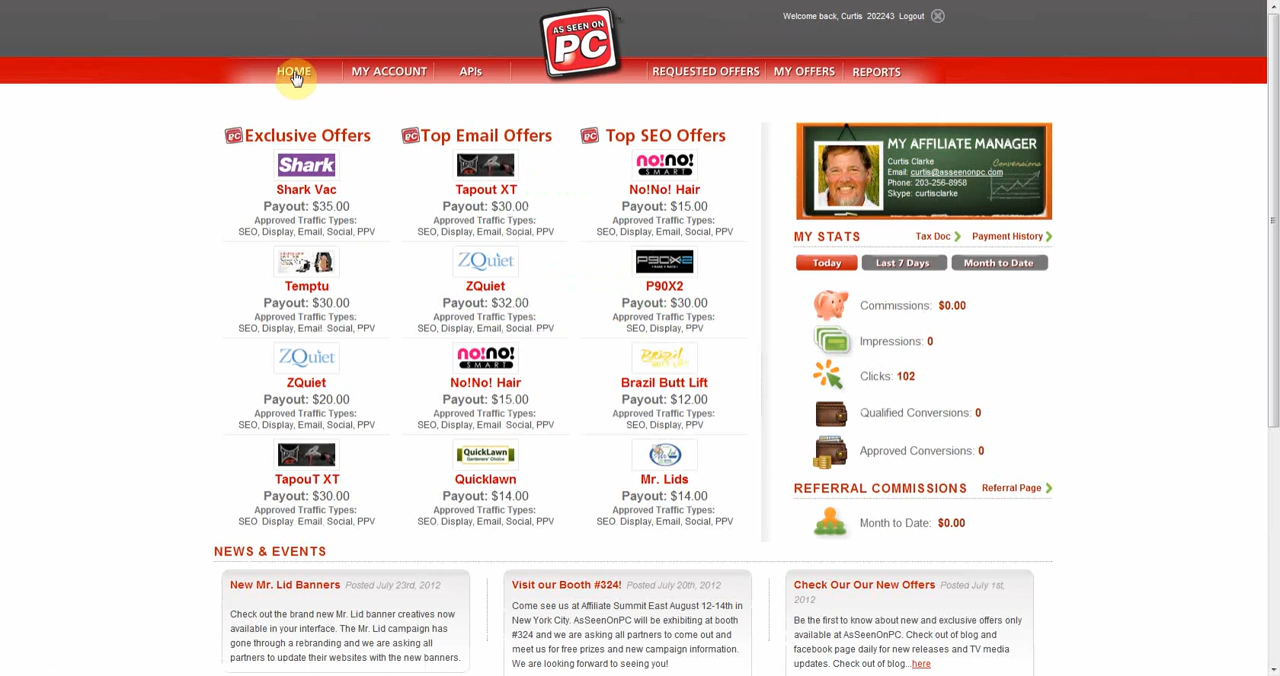 Welcome back, Curtis 202243 Logout
AS SEEN ON
PC
HOME MY ACCOUNT APIs REQUESTED OFFERS MY OFFERS REPORTS
Exclusive Offers
Shark
Shark Vac
Payout: $35.00
Approved Traffic Types:
SEO, Display, Email, Social, PPV
Temptu
Payout: $30.00
Approved Traffic Types:
SEO, Display, Email, Social, PPV
ZQuiet
ZQuiet
Payout: $20.00
Approved Traffic Types:
SEO, Display, Email, Social, PPV
TapouT XT
Payout: $30.00
Approved Traffic Types:
SEO, Display, Email, Social, PPV
Top Email Offers
Tapout XT
Payout: $30.00
Approved Traffic Types:
SEO, Display, Email, Social, PPV
ZQuiet
ZQuiet
Payout: $32.00
Approved Traffic Types:
SEO, Display, Email, Social, PPV
no!no!
SMART
No!No! Hair
Payout: $15.00
Approved Traffic Types:
SEO, Display, Email, Social, PPV
QuickLawn
Quicklawn
Payout: $14.00
Approved Traffic Types:
SEO, Display, Email, Social, PPV
Top SEO Offers
no!no!
SMART
No!No! Hair
Payout: $15.00
Approved Traffic Types:
SEO, Display, Email, Social, PPV
P90X2
P90X2
Payout: $30.00
Approved Traffic Types:
SEO, Display, PPV
Brazil
Brazil Butt Lift
Payout: $12.00
Approved Traffic Types:
SEO, Display, Email, Social, PPV
Mr. Lids
Payout: $14.00
Approved Traffic Types:
SEO, Display, Email, Social, PPV
MY AFFILIATE MANAGER
Curtis Clarke
Email: curtis@asseenonpc.com
Phone: 203-256-8958
Skype: curtisclarke
Conversions
MY STATS Tax Doc Payment History
Today Last 7 Days Month to Date
Commissions: $0.00
Impressions: 0
Clicks: 102
Qualified Conversions: 0
Approved Conversions: 0
REFERRAL COMMISSIONS Referral Page
Month to Date: $0.00
NEWS & EVENTS
New Mr. Lid Banners Posted July 23rd, 2012
Check out the brand new Mr. Lid banner creatives now
available in your interface. The Mr. Lid campaign has
gone through a rebranding and we are asking all
partners to update their websites with the new banners.
Visit our Booth #324! Posted July 20th, 2012
Come see us at Affiliate Summit East August 12-14th in
New York City. AsSeenOnPC will be exhibiting at booth
#324 and we are asking all partners to come out and
meet us for free prizes and new campaign information.
We are looking forward to seeing you!
Check Our Our New Offers Posted July 1st,
2012
Be the first to know about new and exclusive offers only
available at AsSeenOnPC. Check out of blog and
facebook page daily for new releases and TV media
updates. Check out of blog...here